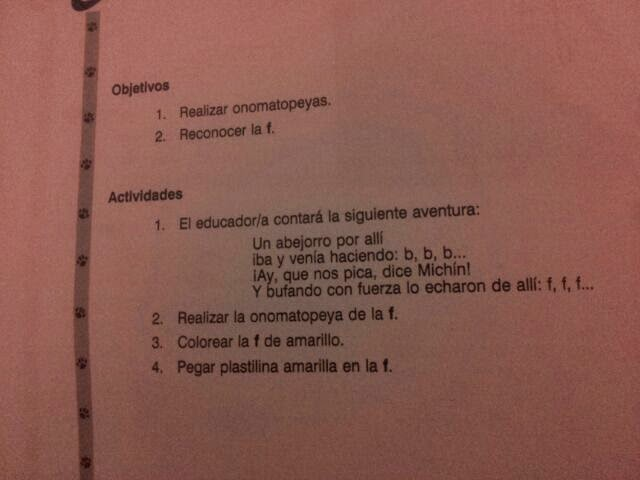 Objetivos
1. Realizar onomatopeyas.
2. Reconocer la f.
Actividades
1. El educador/a contará la siguiente aventura:
Un abejorro por allí
iba y venía haciendo: b, b, b...
¡Ay, que nos pica, dice Michín!
Y bufando con fuerza lo echaron de allí: f, f, f...
2. Realizar la onomatopeya de la f.
3. Colorear la f de amarillo.
4. Pegar plastilina amarilla en la f.